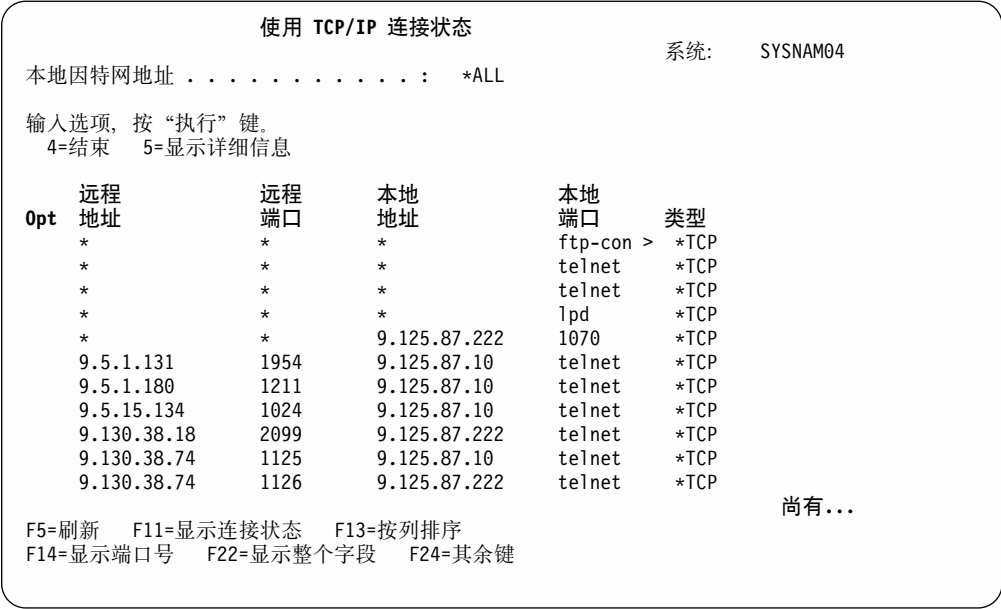 使用 TCP/IP 连接状态
系统: SYSNAM04
本地因特网地址 . . . . . . . . . . . . : *ALL
输入选项, 按“执行”键。
4=结束 5=显示详细信息
远程 远程 本地 本地
Opt 地址 端口 地址 端口 类型
* * * ftp-con > *TCP
* * * telnet *TCP
* * * telnet *TCP
* * * lpd *TCP
* * 9.125.87.222 1070 *TCP
9.5.1.131 1954 9.125.87.10 telnet *TCP
9.5.1.180 1211 9.125.87.10 telnet *TCP
9.5.15.134 1024 9.125.87.10 telnet *TCP
9.130.38.18 2099 9.125.87.222 telnet *TCP
9.130.38.74 1125 9.125.87.10 telnet *TCP
9.130.38.74 1126 9.125.87.222 telnet *TCP
尚有...
F5=刷新 F11=显示连接状态 F13=按列排序
F14=显示端口号 F22=显示整个字段 F24=其余键